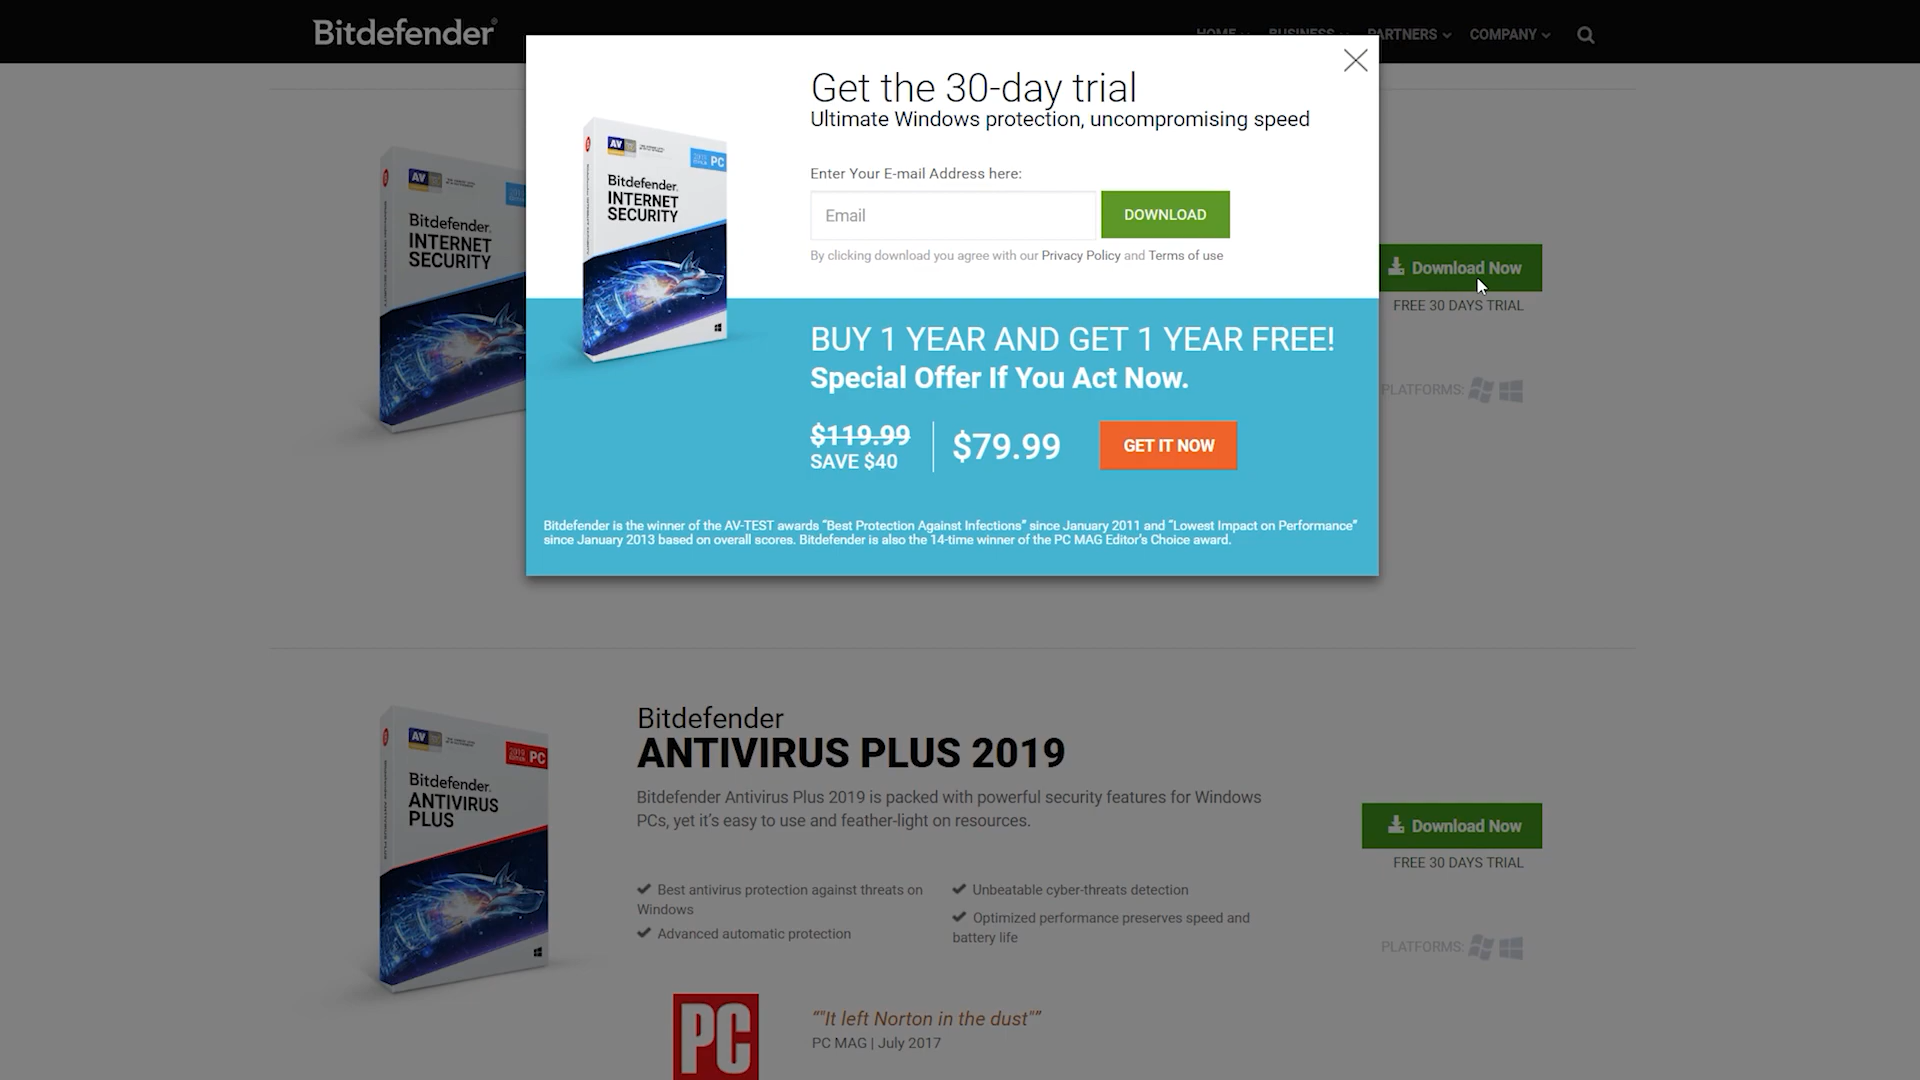 Bitdefender®
PARTNERS
COMPANY
Get the 30-day trial
Ultimate Windows protection, uncompromising speed
Enter Your E-mail Address here:
Email
DOWNLOAD
By clicking download you agree with our Privacy Policy and Terms of use
AV
2019 PC
Bitdefender.
INTERNET
SECURITY
AV
Bitdefender.
INTERNET
SECURITY
Download Now
FREE 30 DAYS TRIAL
PLATFORMS:
BUY 1 YEAR AND GET 1 YEAR FREE!
Special Offer If You Act Now.
$119.99
SAVE $40
$79.99
GET IT NOW
Bitdefender is the winner of the AV-TEST awards “Best Protection Against Infections” since January 2011 and “Lowest Impact on Performance”
since January 2013 based on overall scores. Bitdefender is also the 14-time winner of the PC MAG Editor’s Choice award.
AV
2019 EDITION PC
Bitdefender.
ANTIVIRUS
PLUS
Bitdefender
ANTIVIRUS PLUS 2019
Bitdefender Antivirus Plus 2019 is packed with powerful security features for Windows
PCs, yet it’s easy to use and feather-light on resources.
Best antivirus protection against threats on
Windows
Advanced automatic protection
Unbeatable cyber-threats detection
Optimized performance preserves speed and
battery life
Download Now
FREE 30 DAYS TRIAL
PLATFORMS:
PC
“"It left Norton in the dust"”
PC MAG | July 2017